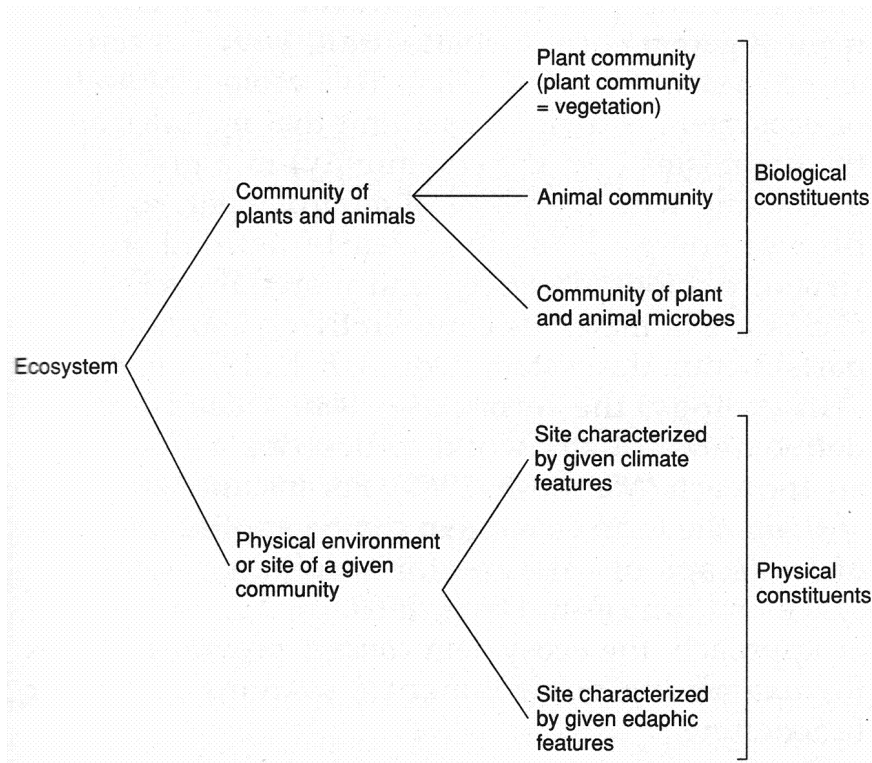 Plant community
(plant community
= vegetation)
Biological
constituents
Community of
plants and animals
Animal community
Community of plant
and animal microbes
Ecosystem
Site characterized
by given climate
features
Physical environment
or site of a given
community
Physical
constituents
Site characterized
by given edaphic
features